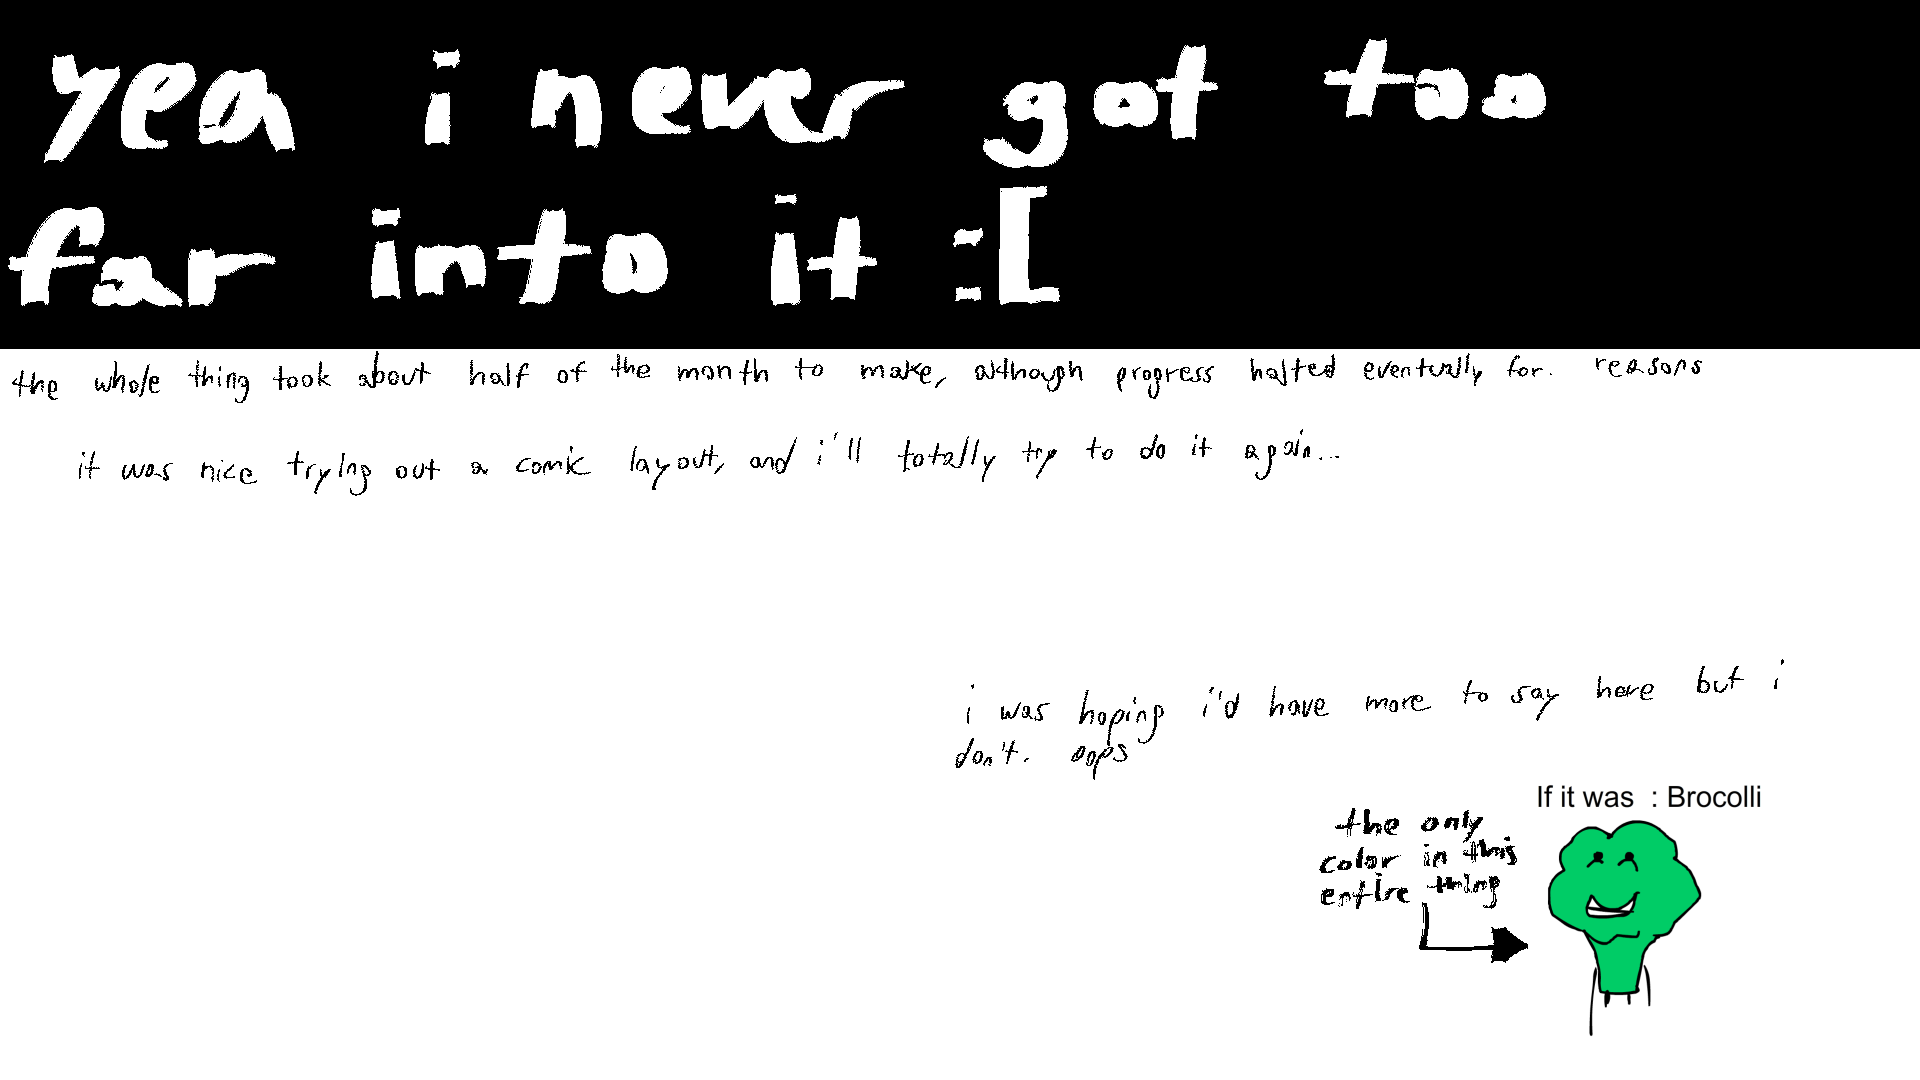 yea i never got too
far into it :[
the whole thing took about half of the month to make, although progress halted eventually for. reasons
it was nice trying out a comic layout, and i'll totally try to do it again...
i was hoping i'd have more to say here but i
don't. oops
If it was : Brocolli
the only
color in this
entire thing